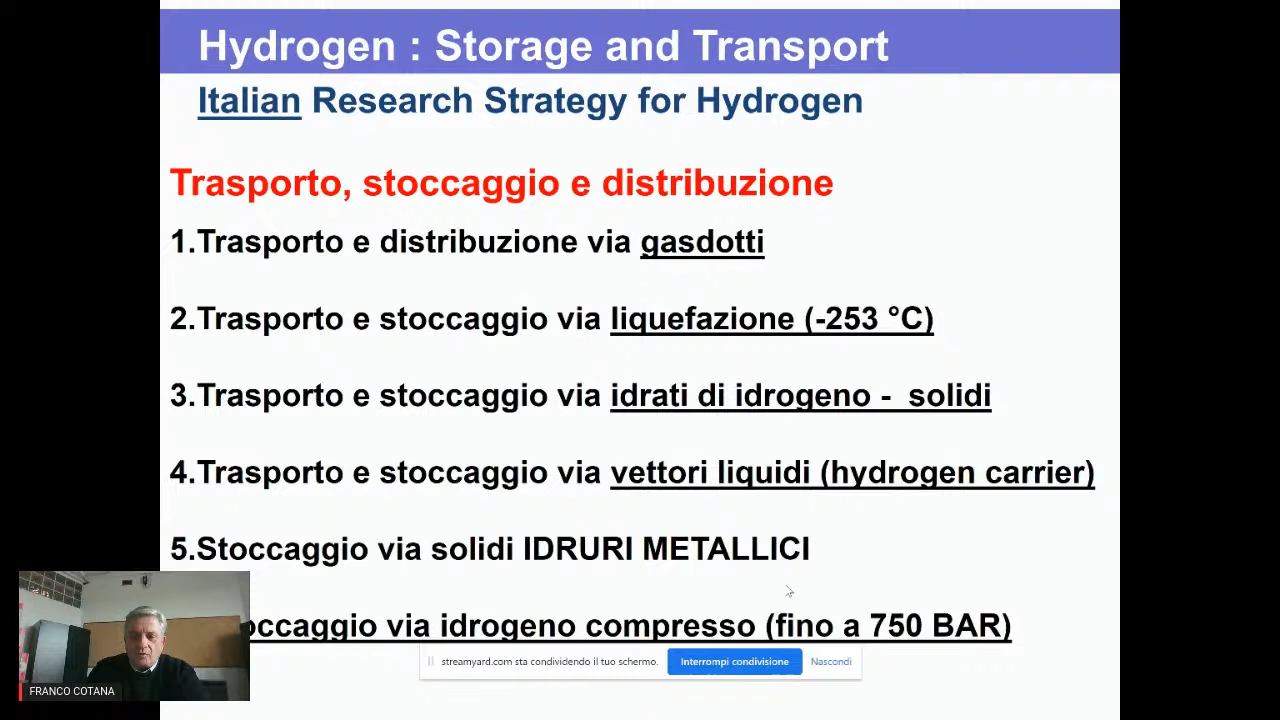 Hydrogen : Storage and Transport
Italian Research Strategy for Hydrogen
Trasporto, stoccaggio e distribuzione
1.Trasporto e distribuzione via gasdotti
2.Trasporto e stoccaggio via liquefazione (-253 °C)
3.Trasporto e stoccaggio via idrati di idrogeno - solidi
4.Trasporto e stoccaggio via vettori liquidi (hydrogen carrier)
5.Stoccaggio via solidi IDRURI METALLICI
via idrogeno compresso (fino a 750 BAR)
streamyard.com sta condividendo il tuo schermo. Interrompi condivisione Nascondi
FRANCO COTANA